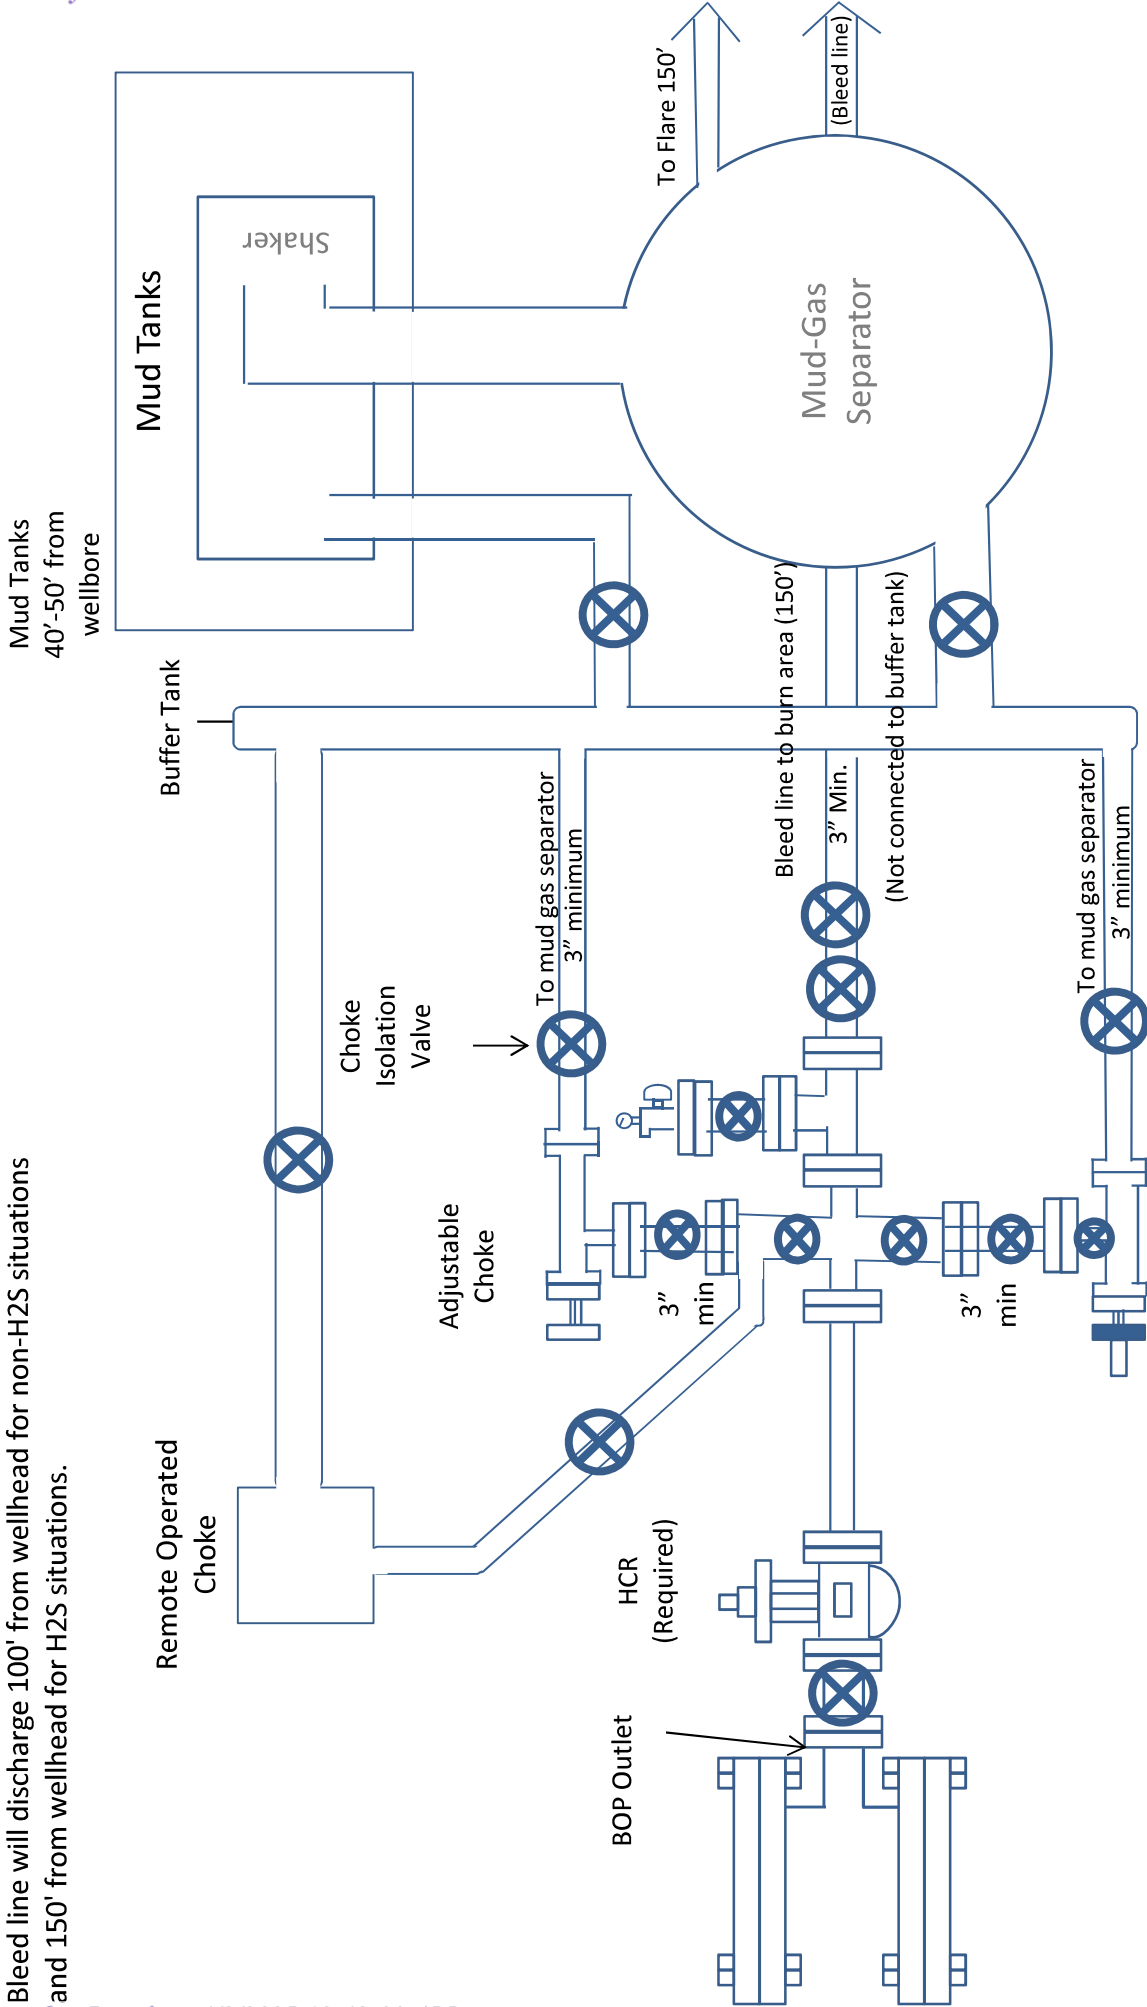 Bleed line will discharge 100' from wellhead for non-H2S situations
and 150' from wellhead for H2S situations.
Mud Tanks
40’-50’ from
wellbore
Mud Tanks
Shaker
Buffer Tank
Remote Operated
Choke
Choke
Isolation
Valve
Adjustable
Choke
To mud gas separator
3” minimum
To Flare 150’
(Bleed line)
Mud-Gas
Separator
Bleed line to burn area (150’)
3” Min.
(Not connected to buffer tank)
3”
min
3”
min
To mud gas separator
3” minimum
HCR
(Required)
BOP Outlet